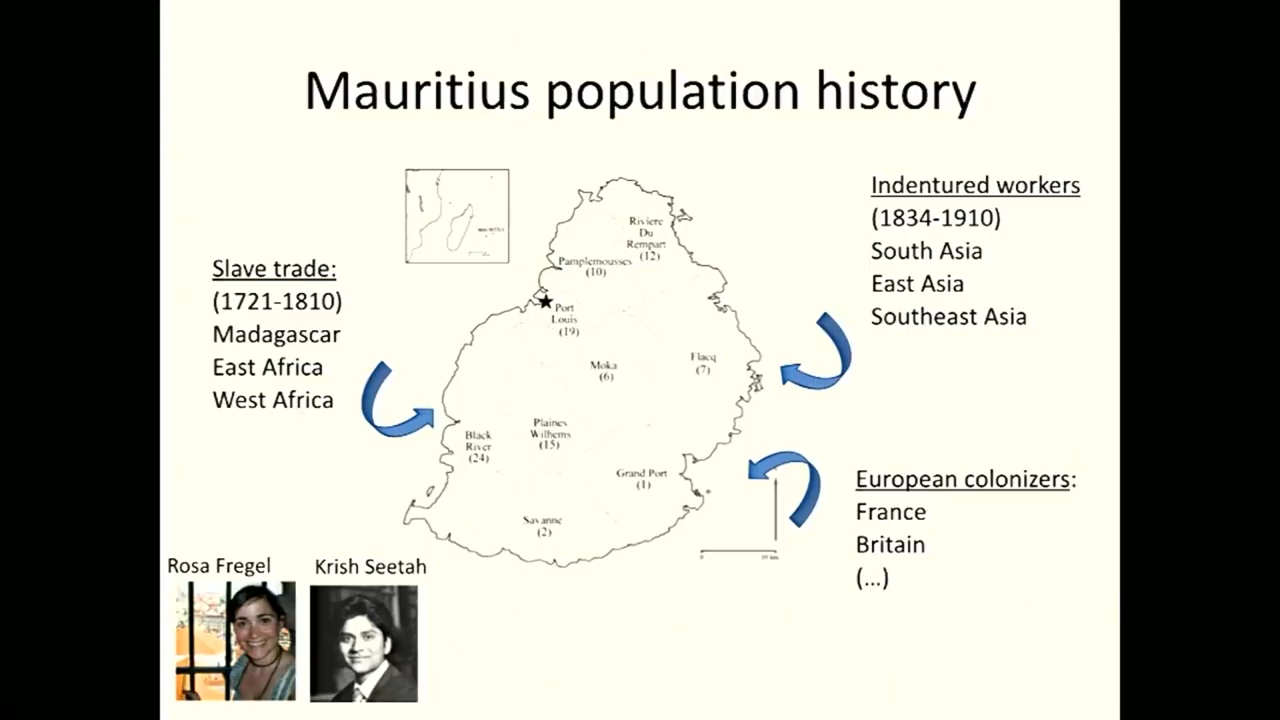 Mauritius population history
Slave trade:
(1721-1810)
Madagascar
East Africa
West Africa
Riviere
Du
Rempart
(12)
Pamplemousses
(10)
Port
Louis
(19)
Moka
(6)
Flacq
(7)
Black
River
(24)
Plaines
Wilhems
(15)
Grand Port
(1)
Savanne
(2)
Indentured workers
(1834-1910)
South Asia
East Asia
Southeast Asia
European colonizers:
France
Britain
(...)
Rosa Fregel
Krish Seetah